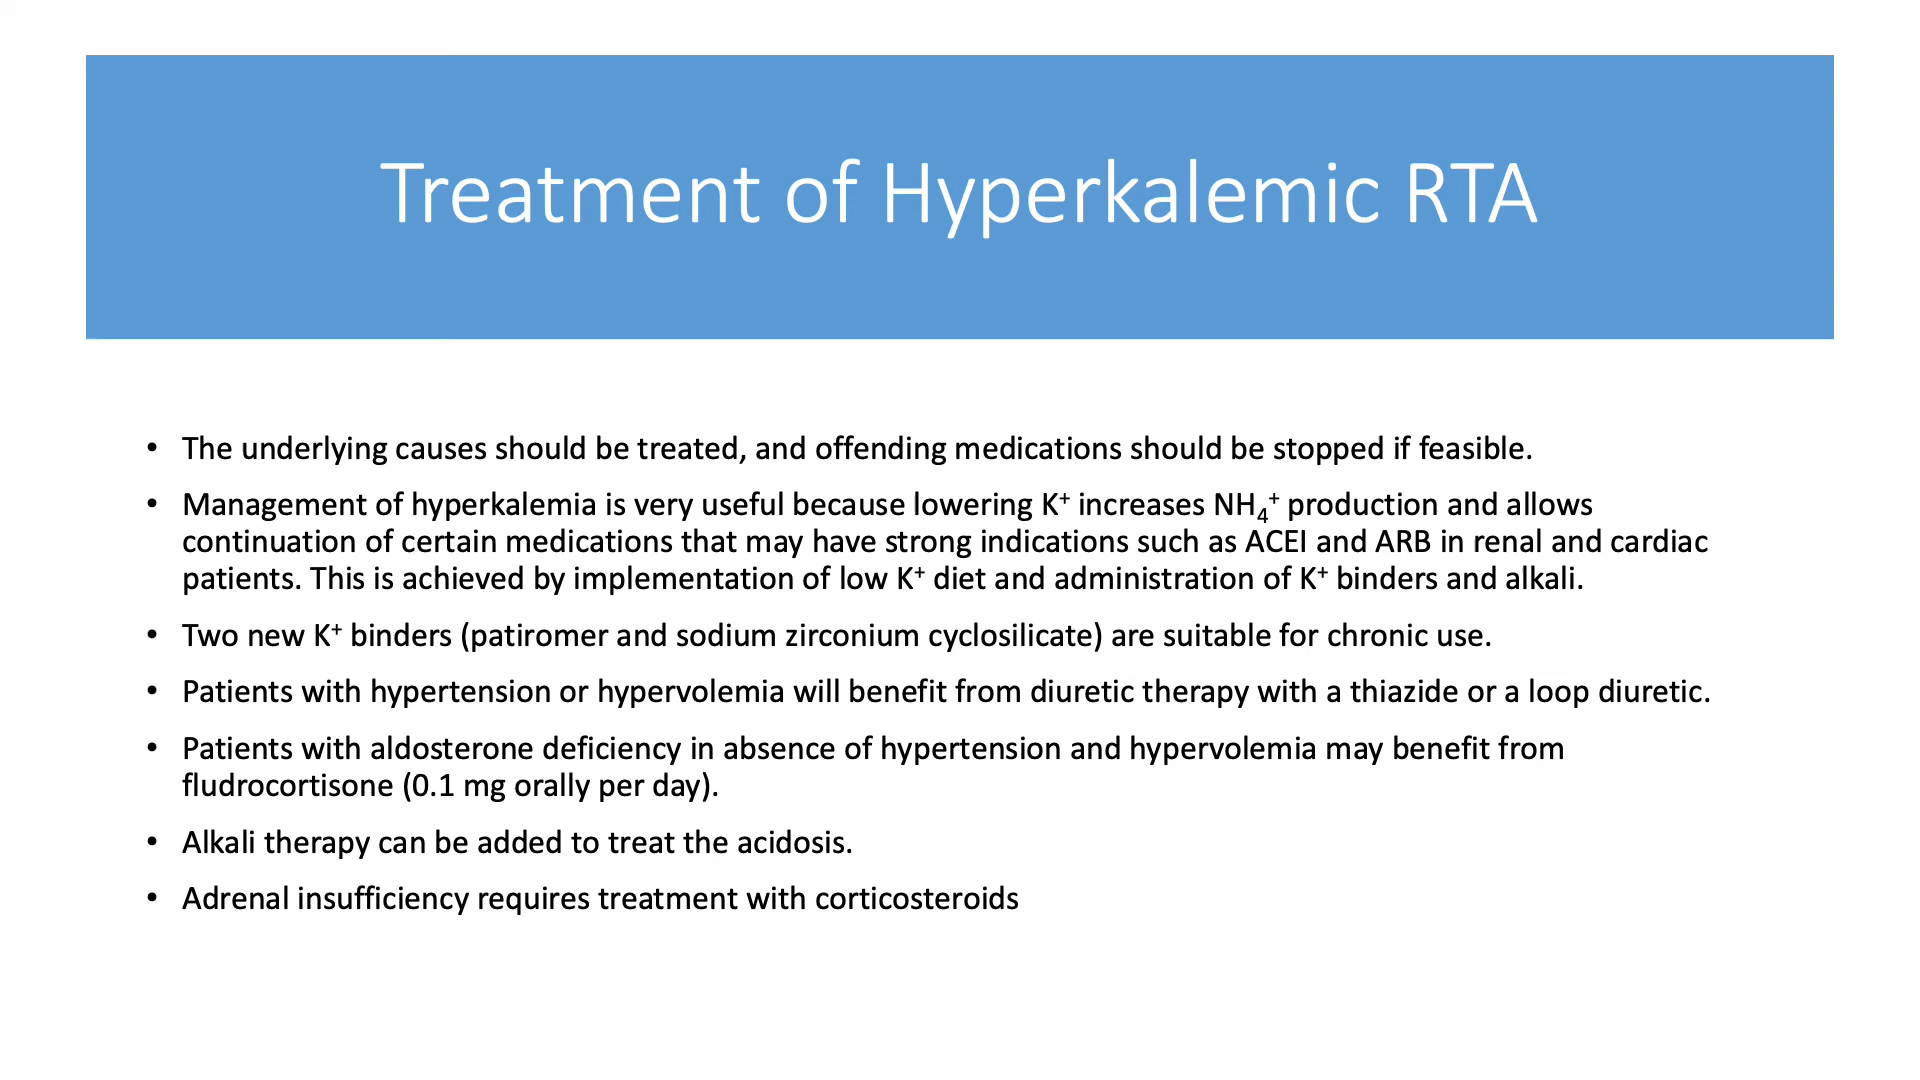 Treatment of Hyperkalemic RTA
• The underlying causes should be treated, and offending medications should be stopped if feasible.
• Management of hyperkalemia is very useful because lowering K⁺ increases NH₄⁺ production and allows
continuation of certain medications that may have strong indications such as ACEI and ARB in renal and cardiac
patients. This is achieved by implementation of low K⁺ diet and administration of K⁺ binders and alkali.
• Two new K⁺ binders (patiromer and sodium zirconium cyclosilicate) are suitable for chronic use.
• Patients with hypertension or hypervolemia will benefit from diuretic therapy with a thiazide or a loop diuretic.
• Patients with aldosterone deficiency in absence of hypertension and hypervolemia may benefit from
fludrocortisone (0.1 mg orally per day).
• Alkali therapy can be added to treat the acidosis.
• Adrenal insufficiency requires treatment with corticosteroids